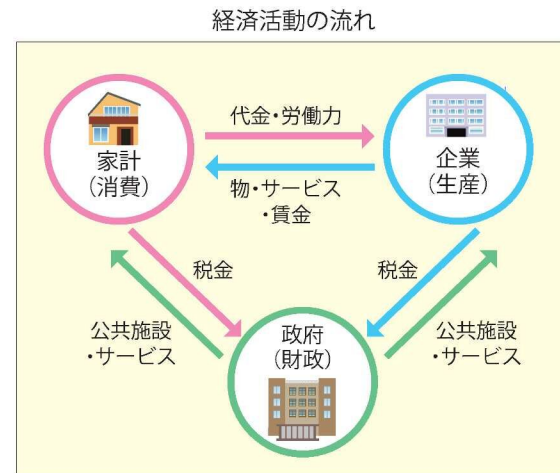 経済活動の流れ
家計
(消費)
代金・労働力
物・サービス
・賃金
企業
(生産)
税金
税金
公共施設
・サービス
政府
(財政)
公共施設
・サービス